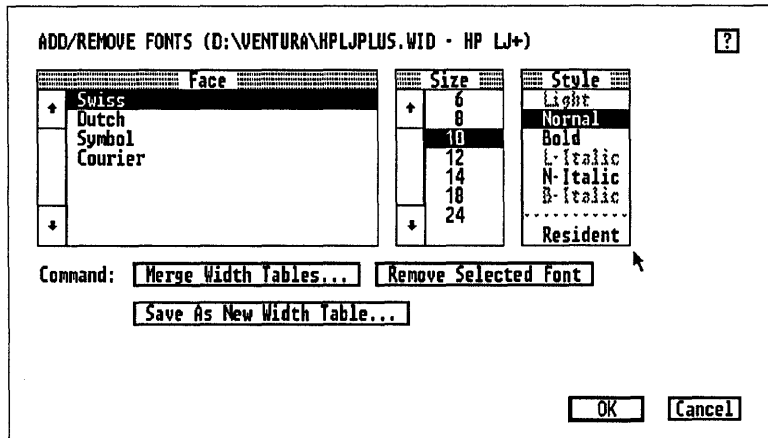 ADD/REMOVE FONTS (D:\VENTURA\HPLJPLUS.WID - HP LJ+)
?
Face
Swiss
Dutch
Symbol
Courier
Size
6
8
10
12
14
18
24
Style
Light
Normal
Bold
L-Italic
N-Italic
B-Italic
Resident
Command:
Merge Width Tables...
Remove Selected Font
Save As New Width Table...
OK
Cancel